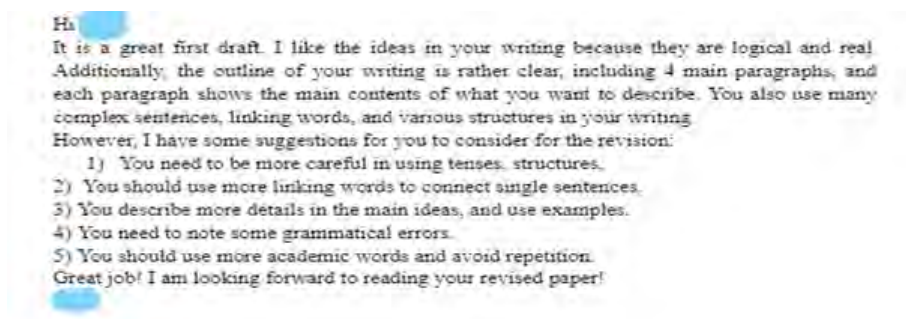 Hi
It is a great first draft. I like the ideas in your writing because they are logical and real.
Additionally, the outline of your writing is rather clear, including 4 main paragraphs, and
each paragraph shows the main contents of what you want to describe. You also use many
complex sentences, linking words, and various structures in your writing.
However, I have some suggestions for you to consider for the revision:
1) You need to be more careful in using tenses, structures.
2) You should use more linking words to connect single sentences.
3) You describe more details in the main ideas, and use examples.
4) You need to note some grammatical errors.
5) You should use more academic words and avoid repetition.
Great job! I am looking forward to reading your revised paper!